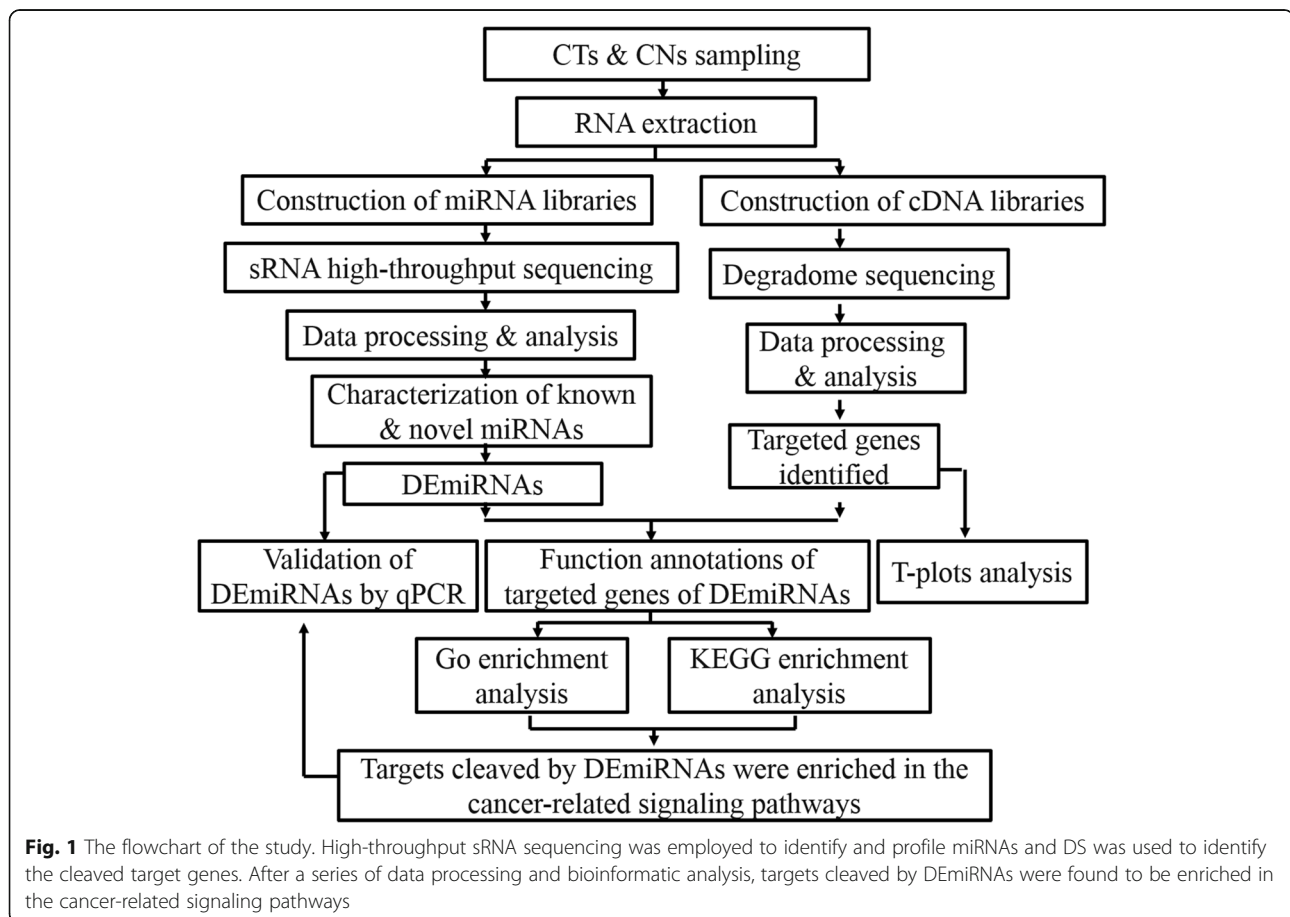 CTs & CNs sampling
RNA extraction
Construction of miRNA libraries
Construction of cDNA libraries
sRNA high-throughput sequencing
Degradome sequencing
Data processing & analysis
Data processing
& analysis
Characterization of known
& novel miRNAs
Targeted genes
identified
DEmiRNAs
Validation of
DEmiRNAs by qPCR
Function annotations of
targeted genes of DEmiRNAs
T-plots analysis
Go enrichment
analysis
KEGG enrichment
analysis
Targets cleaved by DEmiRNAs were enriched in the
cancer-related signaling pathways
Fig. 1 The flowchart of the study. High-throughput sRNA sequencing was employed to identify and profile miRNAs and DS was used to identify
the cleaved target genes. After a series of data processing and bioinformatic analysis, targets cleaved by DEmiRNAs were found to be enriched in
the cancer-related signaling pathways